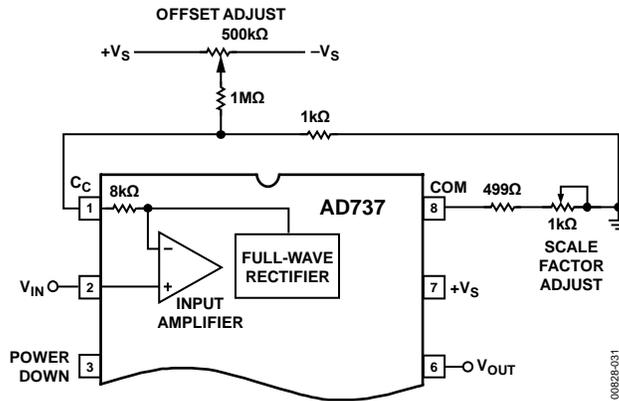 OFFSET ADJUST
500kΩ
+VS
−VS
1MΩ
1kΩ
CC
8kΩ
COM
AD737
499Ω
1
8
1kΩ
SCALE
FACTOR
ADJUST
FULL-WAVE
RECTIFIER
−
+
VIN
2
INPUT
AMPLIFIER
7
+VS
POWER
DOWN
3
6
VOUT
00828-031